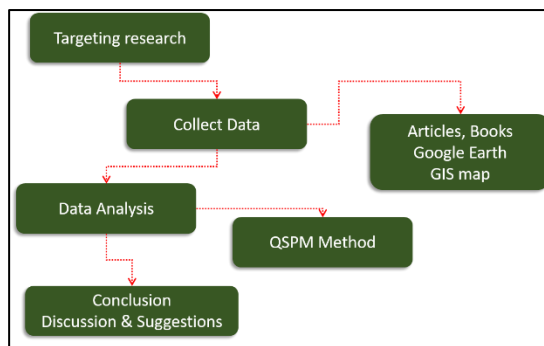 Targeting research
Collect Data
Articles, Books
Google Earth
GIS map
Data Analysis
QSPM Method
Conclusion
Discussion & Suggestions